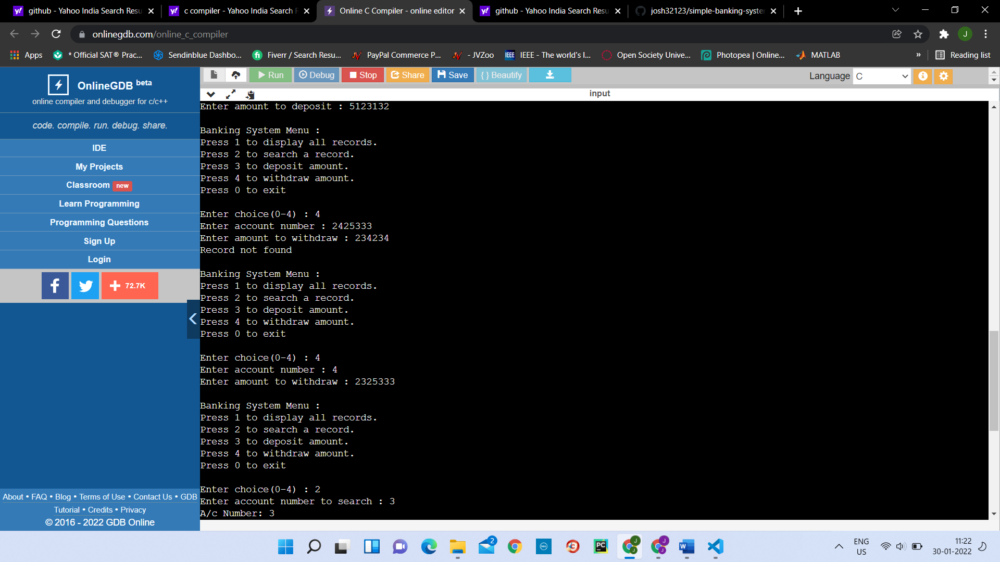 github - Yahoo India Search Resu
c compiler - Yahoo India Search
Online C Compiler - online editor
github - Yahoo India Search Resu
josh32123/simple-banking-syste
onlinegdb.com/online_c_compiler
J
Apps
* Official SAT® Prac...
Sendinblue Dashbo...
Fiverr / Search Resu...
PayPal Commerce P...
- JVZoo
IEEE - The world's l...
Open Society Unive...
Photopea | Online...
MATLAB
»
Reading list
OnlineGDB beta
online compiler and debugger for c/c++
code. compile. run. debug. share.
IDE
My Projects
Classroom new
Learn Programming
Programming Questions
Sign Up
Login
72.7K
About • FAQ • Blog • Terms of Use • Contact Us • GDB
Tutorial • Credits • Privacy
© 2016 - 2022 GDB Online
Run
Debug
Stop
Share
Save
{ } Beautify
Language C
input
Enter amount to deposit : 5123132
Banking System Menu :
Press 1 to display all records.
Press 2 to search a record.
Press 3 to deposit amount.
Press 4 to withdraw amount.
Press 0 to exit
Enter choice(0-4) : 4
Enter account number : 2425333
Enter amount to withdraw : 234234
Record not found
Banking System Menu :
Press 1 to display all records.
Press 2 to search a record.
Press 3 to deposit amount.
Press 4 to withdraw amount.
Press 0 to exit
Enter choice(0-4) : 4
Enter account number : 4
Enter amount to withdraw : 2325333
Banking System Menu :
Press 1 to display all records.
Press 2 to search a record.
Press 3 to deposit amount.
Press 4 to withdraw amount.
Press 0 to exit
Enter choice(0-4) : 2
Enter account number to search : 3
A/c Number: 3
2
DELL
PC
J
J
J
J
W
ENG
US
11:22
30-01-2022